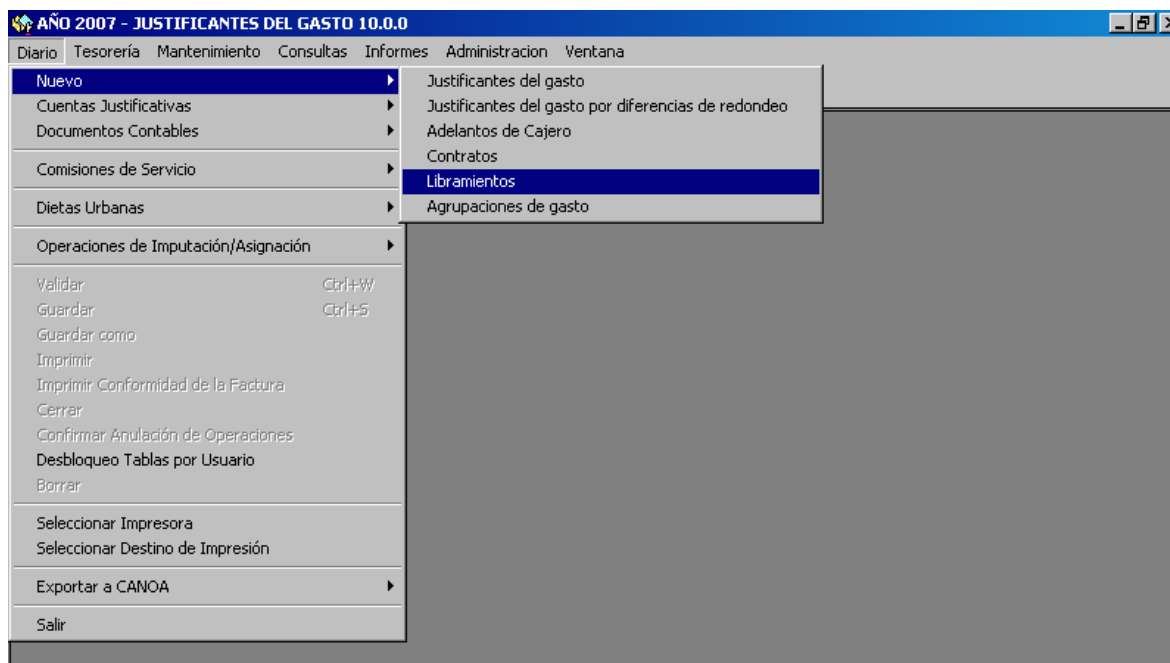 AÑO 2007 - JUSTIFICANTES DEL GASTO 10.0.0
Diario Tesorería Mantenimiento Consultas Informes Administracion Ventana
Nuevo
Cuentas Justificativas
Documentos Contables
Comisiones de Servicio
Dietas Urbanas
Operaciones de Imputación/Asignación
Validar Ctrl+W
Guardar Ctrl+S
Guardar como
Imprimir
Imprimir Conformidad de la Factura
Cerrar
Confirmar Anulación de Operaciones
Desbloqueo Tablas por Usuario
Borrar
Seleccionar Impresora
Seleccionar Destino de Impresión
Exportar a CANOA
Salir
Justificantes del gasto
Justificantes del gasto por diferencias de redondeo
Adelantos de Cajero
Contratos
Libramientos
Agrupaciones de gasto